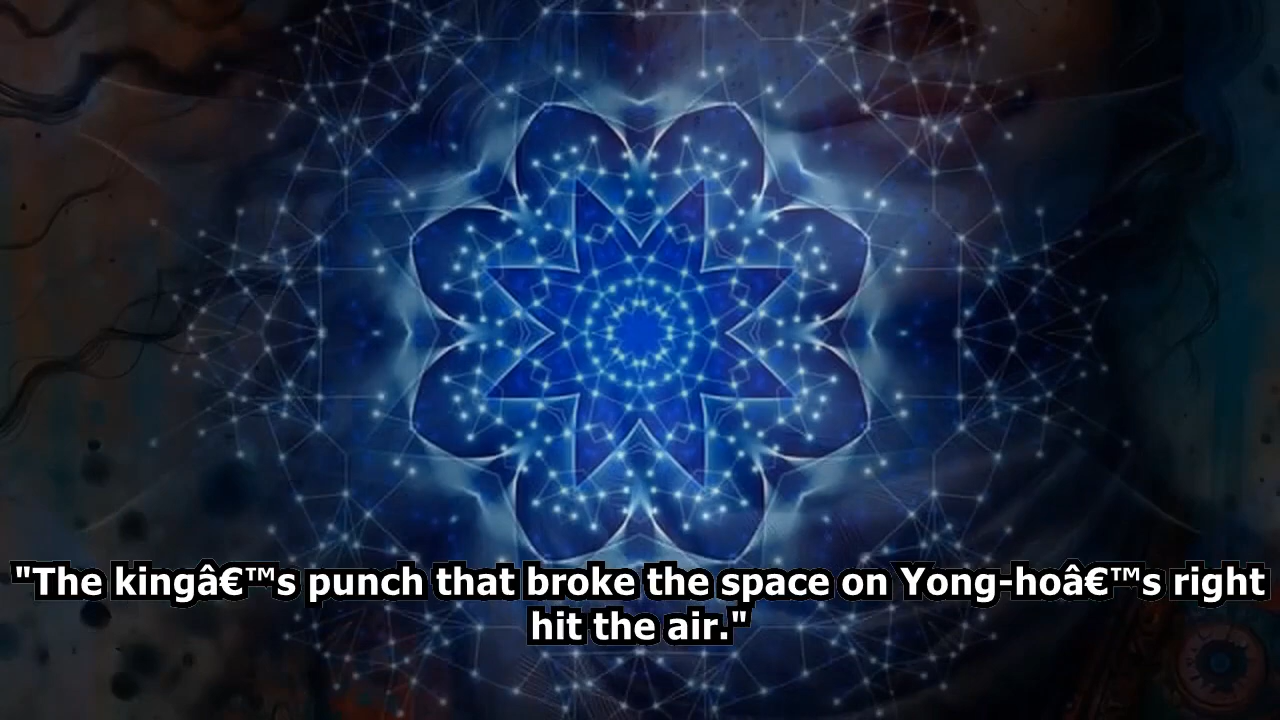 "The kingâ€™s punch that broke the space on Yong-hoâ€™s right
hit the air."